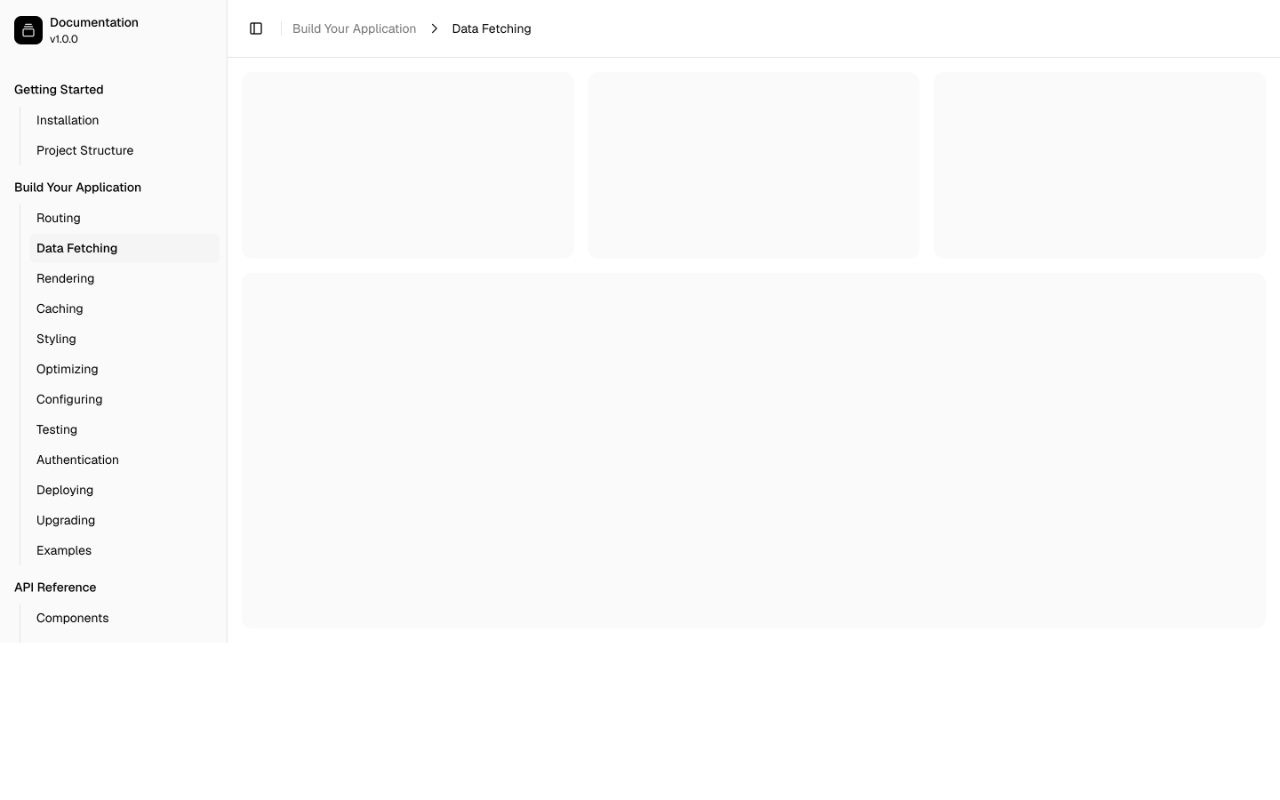 Documentation
v1.0.0
Getting Started
Installation
Project Structure
Build Your Application
Routing
Data Fetching
Rendering
Caching
Styling
Optimizing
Configuring
Testing
Authentication
Deploying
Upgrading
Examples
API Reference
Components
Build Your Application
Data Fetching